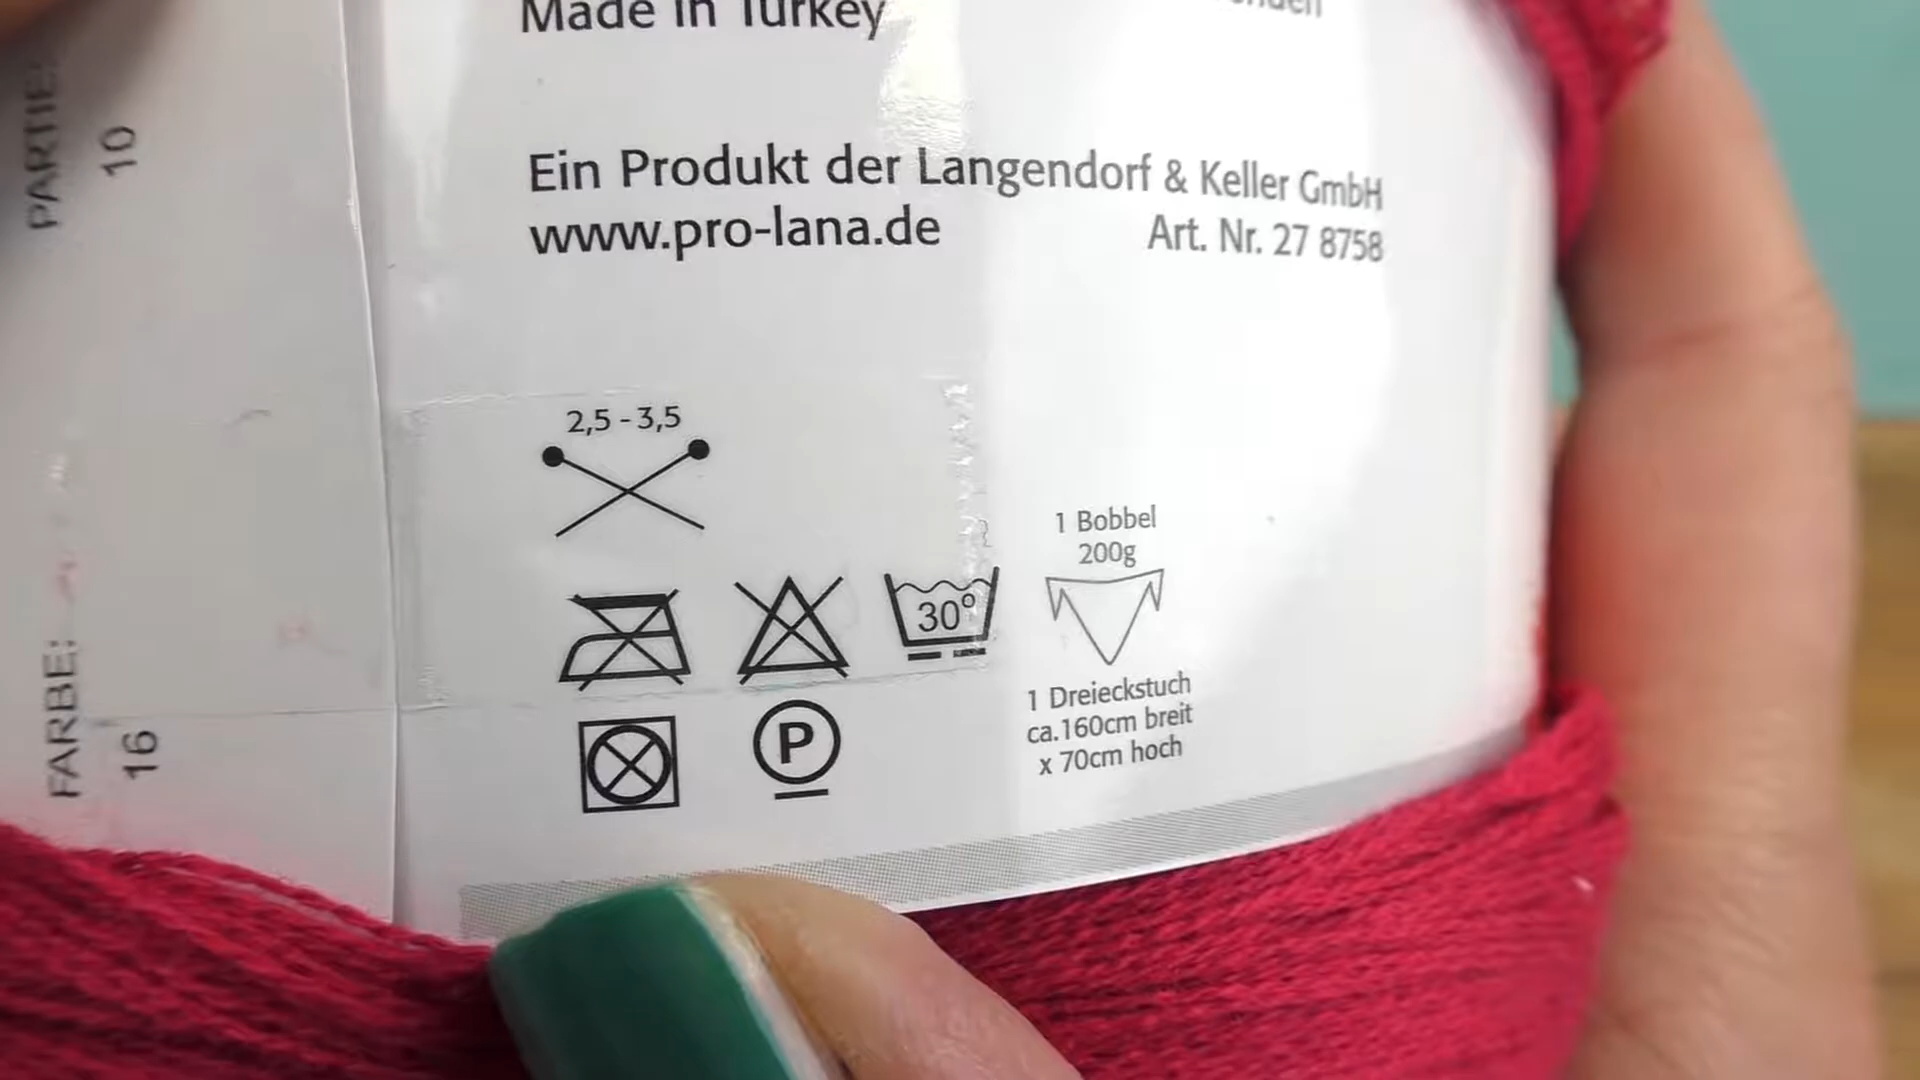 Made in Turkey
Ein Produkt der Langendorf & Keller GmbH
www.pro-lana.de
Art. Nr. 27 8758
2,5 - 3,5
30°
P
1 Bobbel
200g
1 Dreieckstuch
ca.160cm breit
x 70cm hoch
PARTIE:
10
FARBE:
16